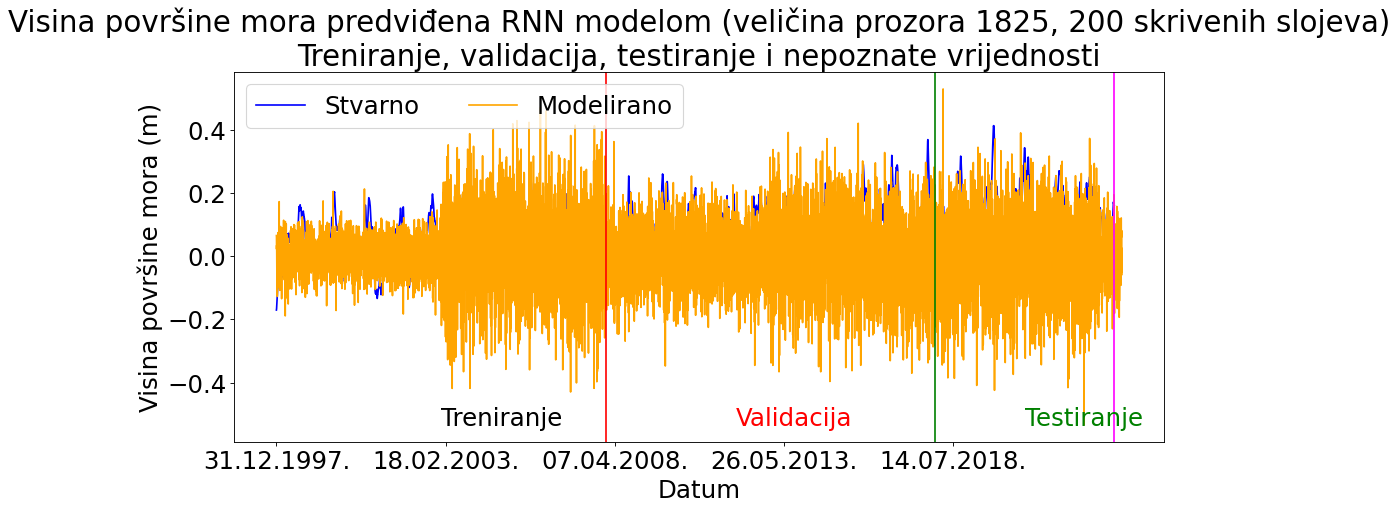 Visina površine mora predviđena RNN modelom (veličina prozora 1825, 200 skrivenih slojeva)
Treniranje, validacija, testiranje i nepoznate vrijednosti
Stvarno Modelirano
Visina površine mora (m)
0.4
0.2
0.0
−0.2
−0.4
Treniranje Validacija Testiranje
31.12.1997. 18.02.2003. 07.04.2008. 26.05.2013. 14.07.2018.
Datum